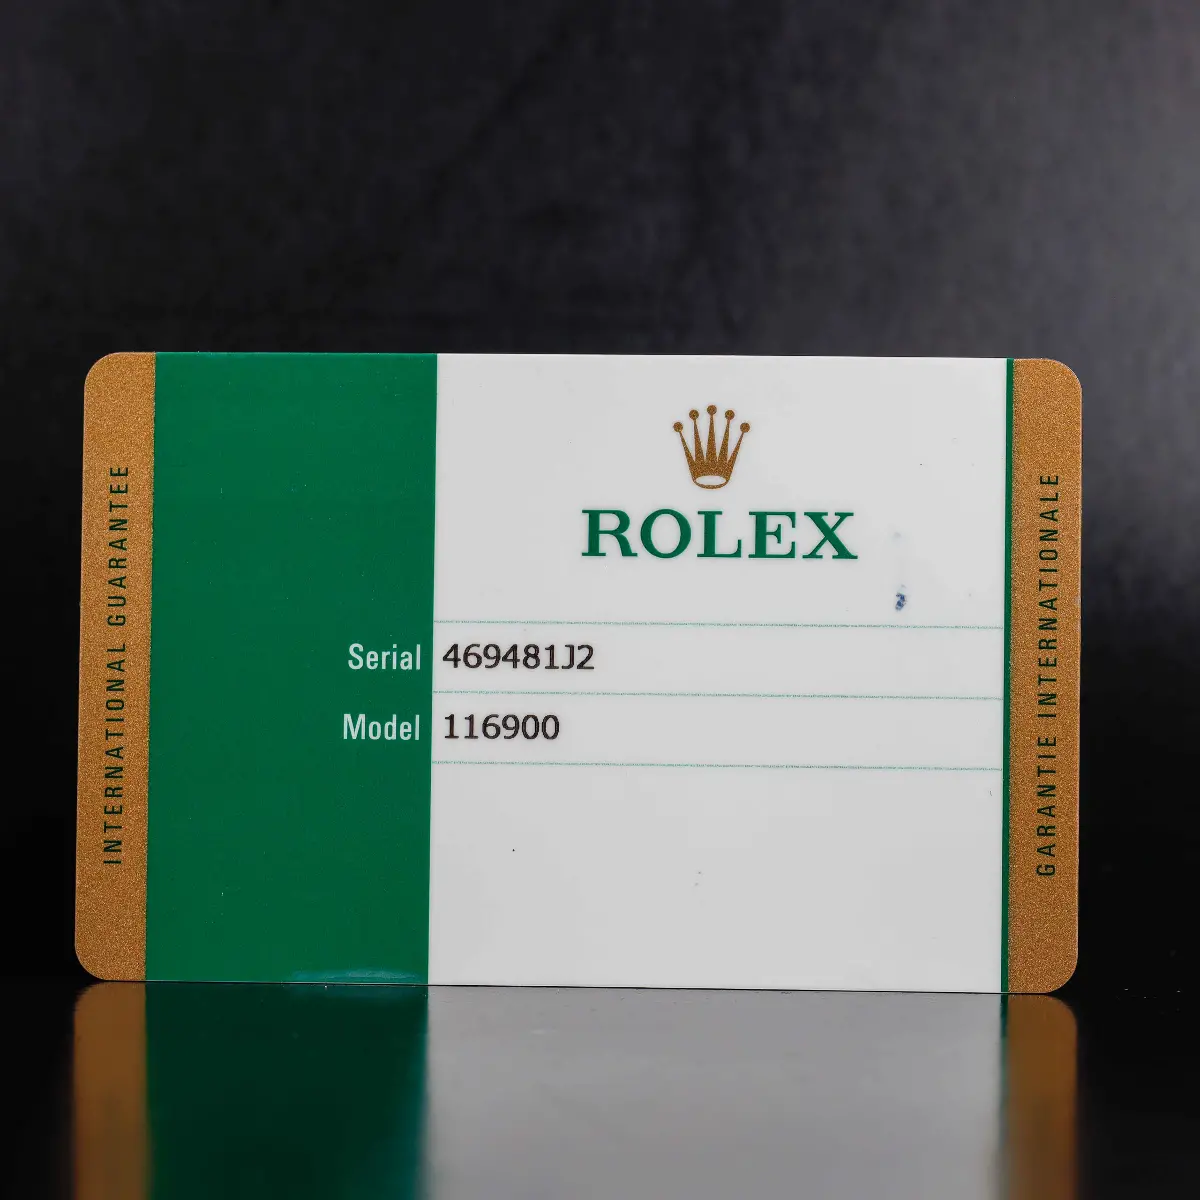 INTERNATIONAL GUARANTEE
ROLEX
Serial 469481J2
Model 116900
GARANTIE INTERNATIONALE